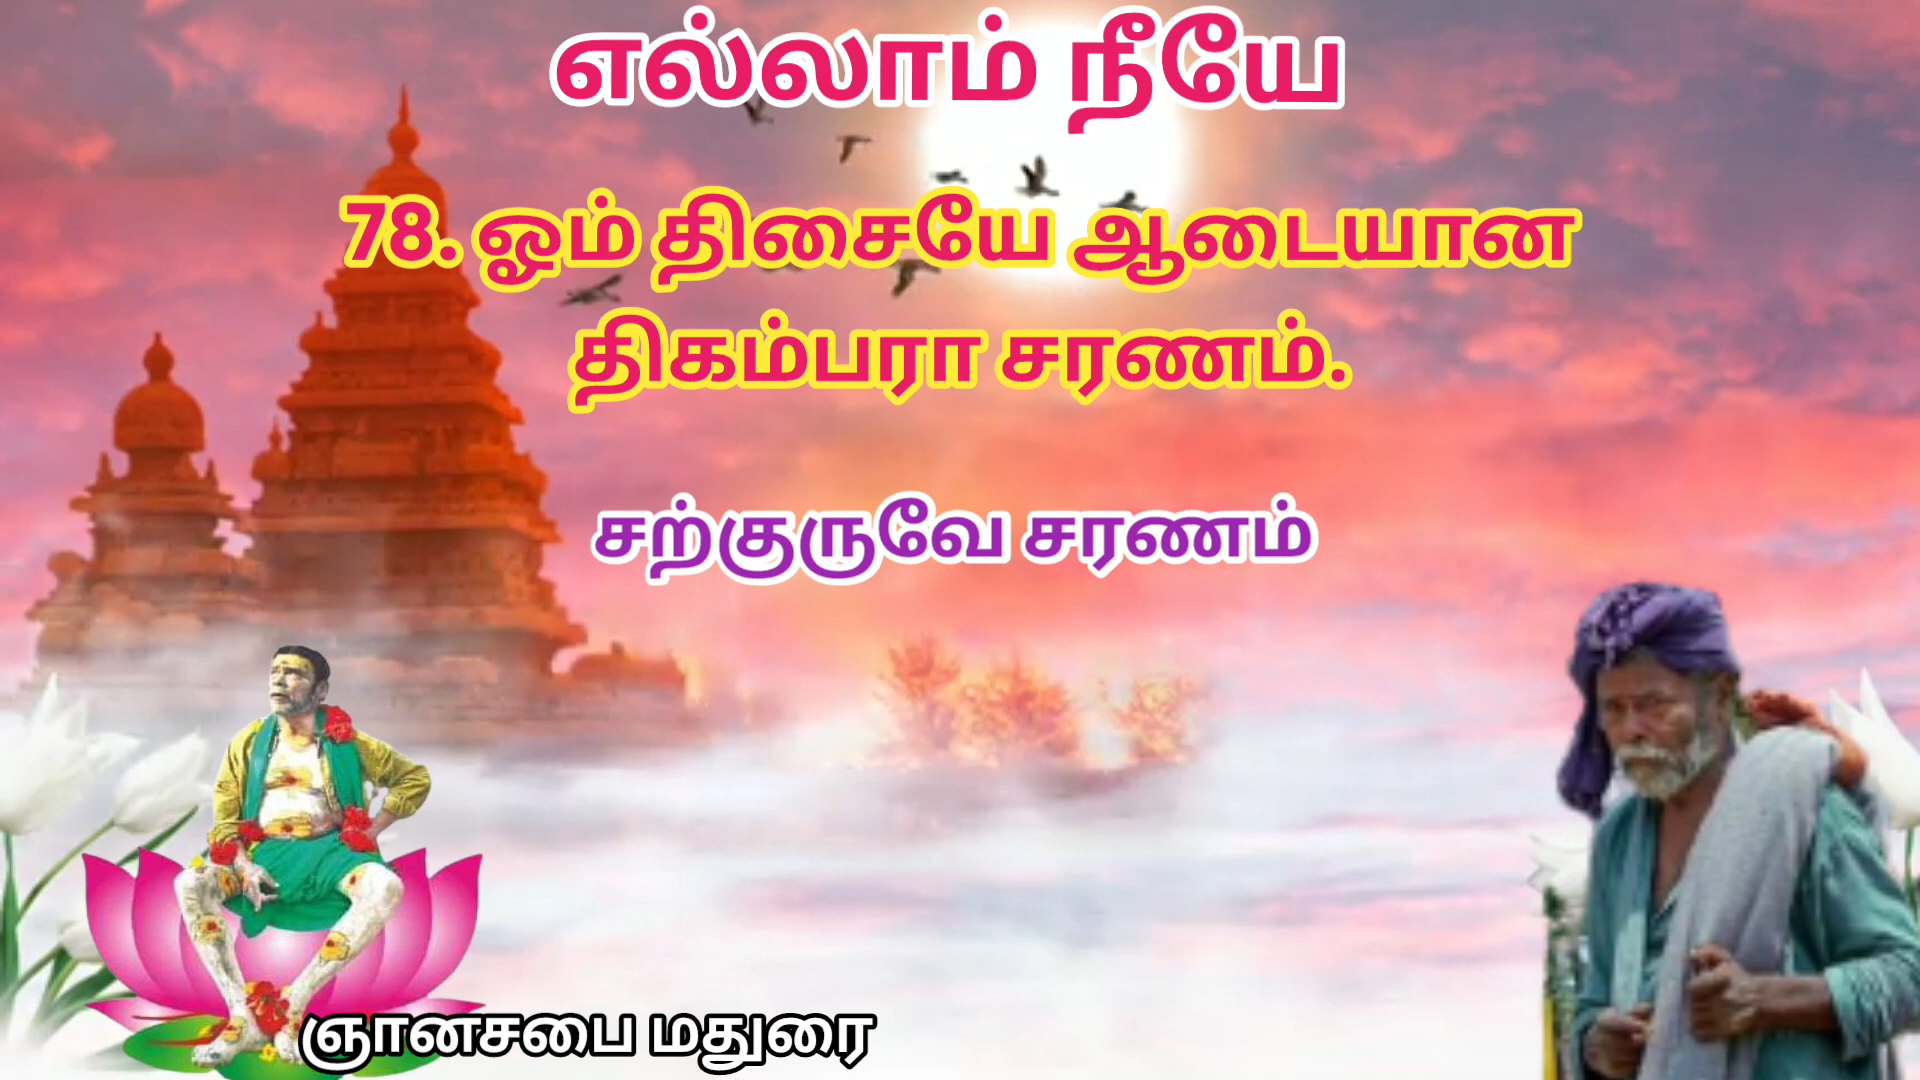 எல்லாம் நீயே
78. ஓம் திசையே ஆடையான
திகம்பரா சரணம்.
சற்குருவே சரணம்
ஞானசபை மதுரை